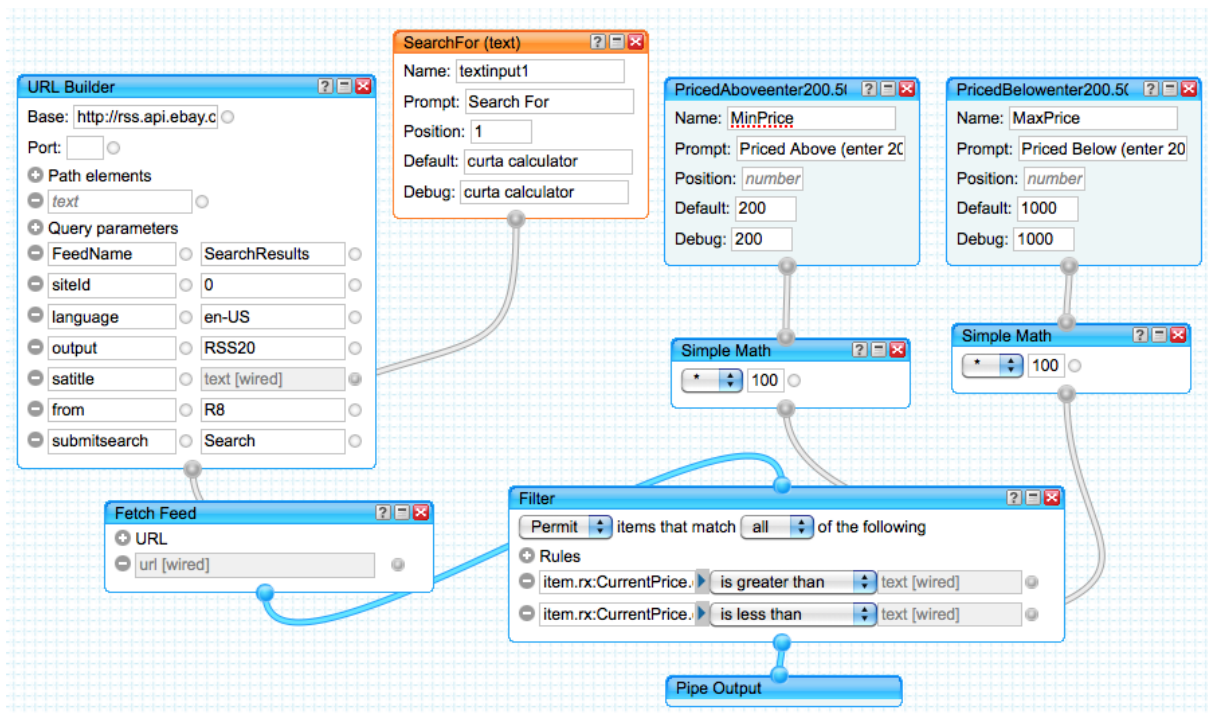 SearchFor (text)
Name: textinput1
Prompt: Search For
Position: 1
Default: curta calculator
Debug: curta calculator
URL Builder
Base: http://rss.api.ebay.c
Port:
Path elements
text
Query parameters
FeedName SearchResults
siteId 0
language en-US
output RSS20
satitle text [wired]
from R8
submitsearch Search
PricedAboveenter200.5(
Name: MinPrice
Prompt: Priced Above (enter 20
Position: number
Default: 200
Debug: 200
PricedBelowenter200.5(
Name: MaxPrice
Prompt: Priced Below (enter 20
Position: number
Default: 1000
Debug: 1000
Simple Math
* 100
Simple Math
* 100
Fetch Feed
URL
url [wired]
Filter
Permit items that match all of the following
Rules
item.rx:CurrentPrice. is greater than text [wired]
item.rx:CurrentPrice. is less than text [wired]
Pipe Output